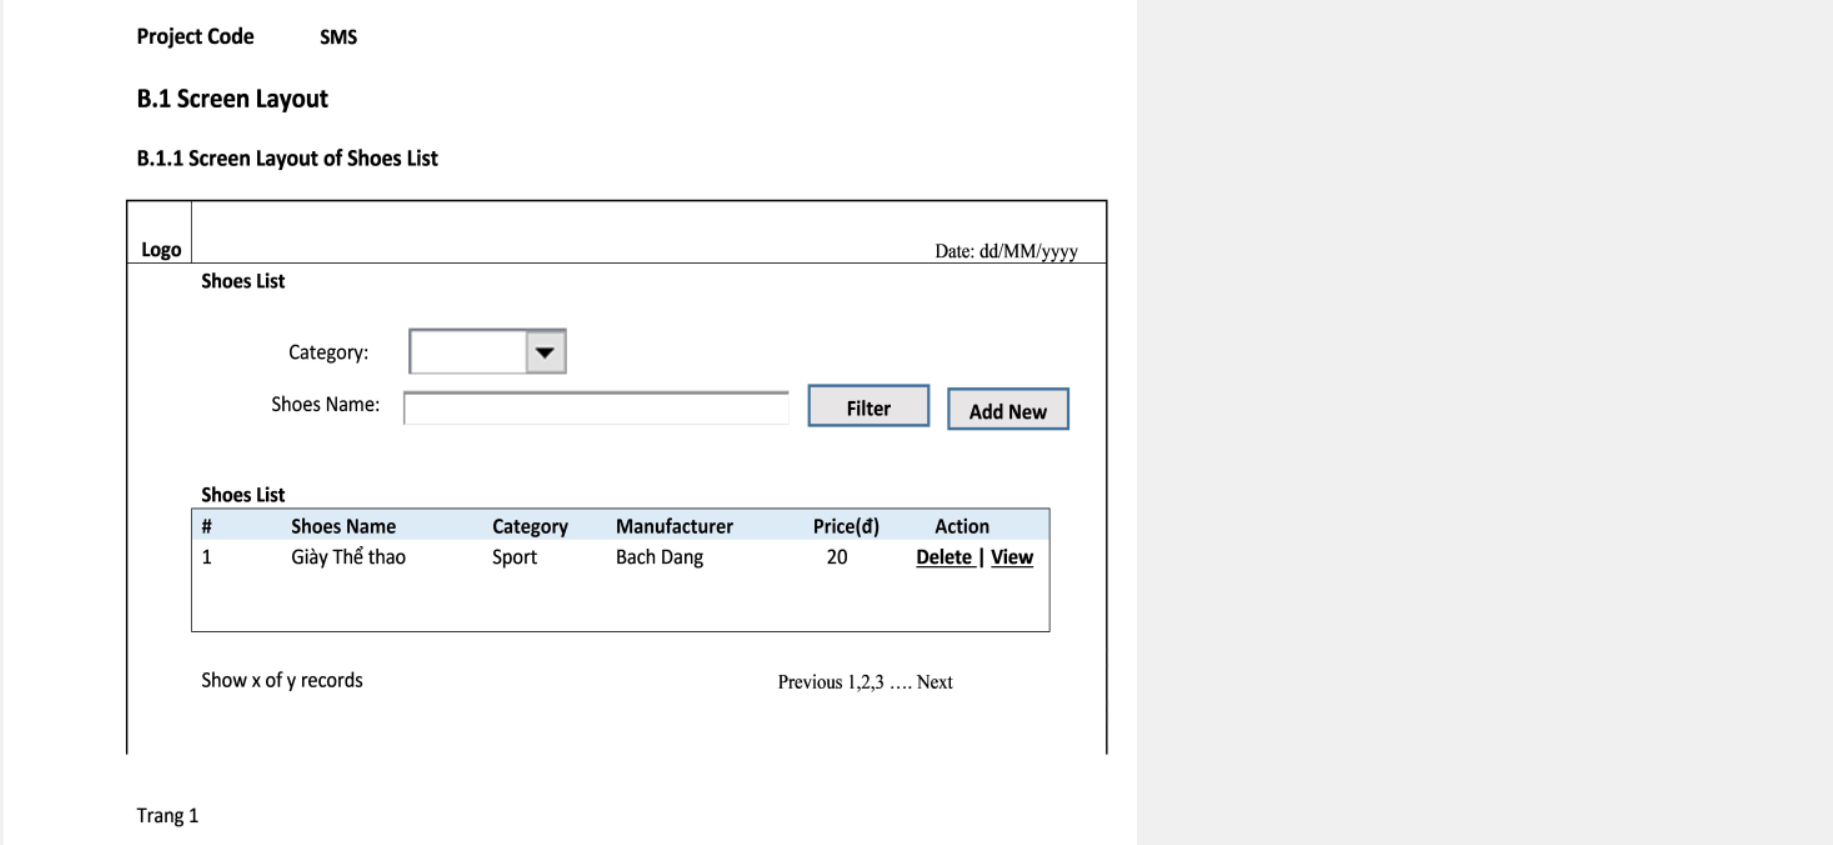 Project Code SMS
B.1 Screen Layout
B.1.1 Screen Layout of Shoes List
Logo Date: dd/MM/yyyy
Shoes List
Category:
Shoes Name: Filter Add New
Shoes List
# Shoes Name Category Manufacturer Price(đ) Action
1 Giày Thể thao Sport Bach Dang 20 Delete | View
Show x of y records Previous 1,2,3 .... Next
Trang 1